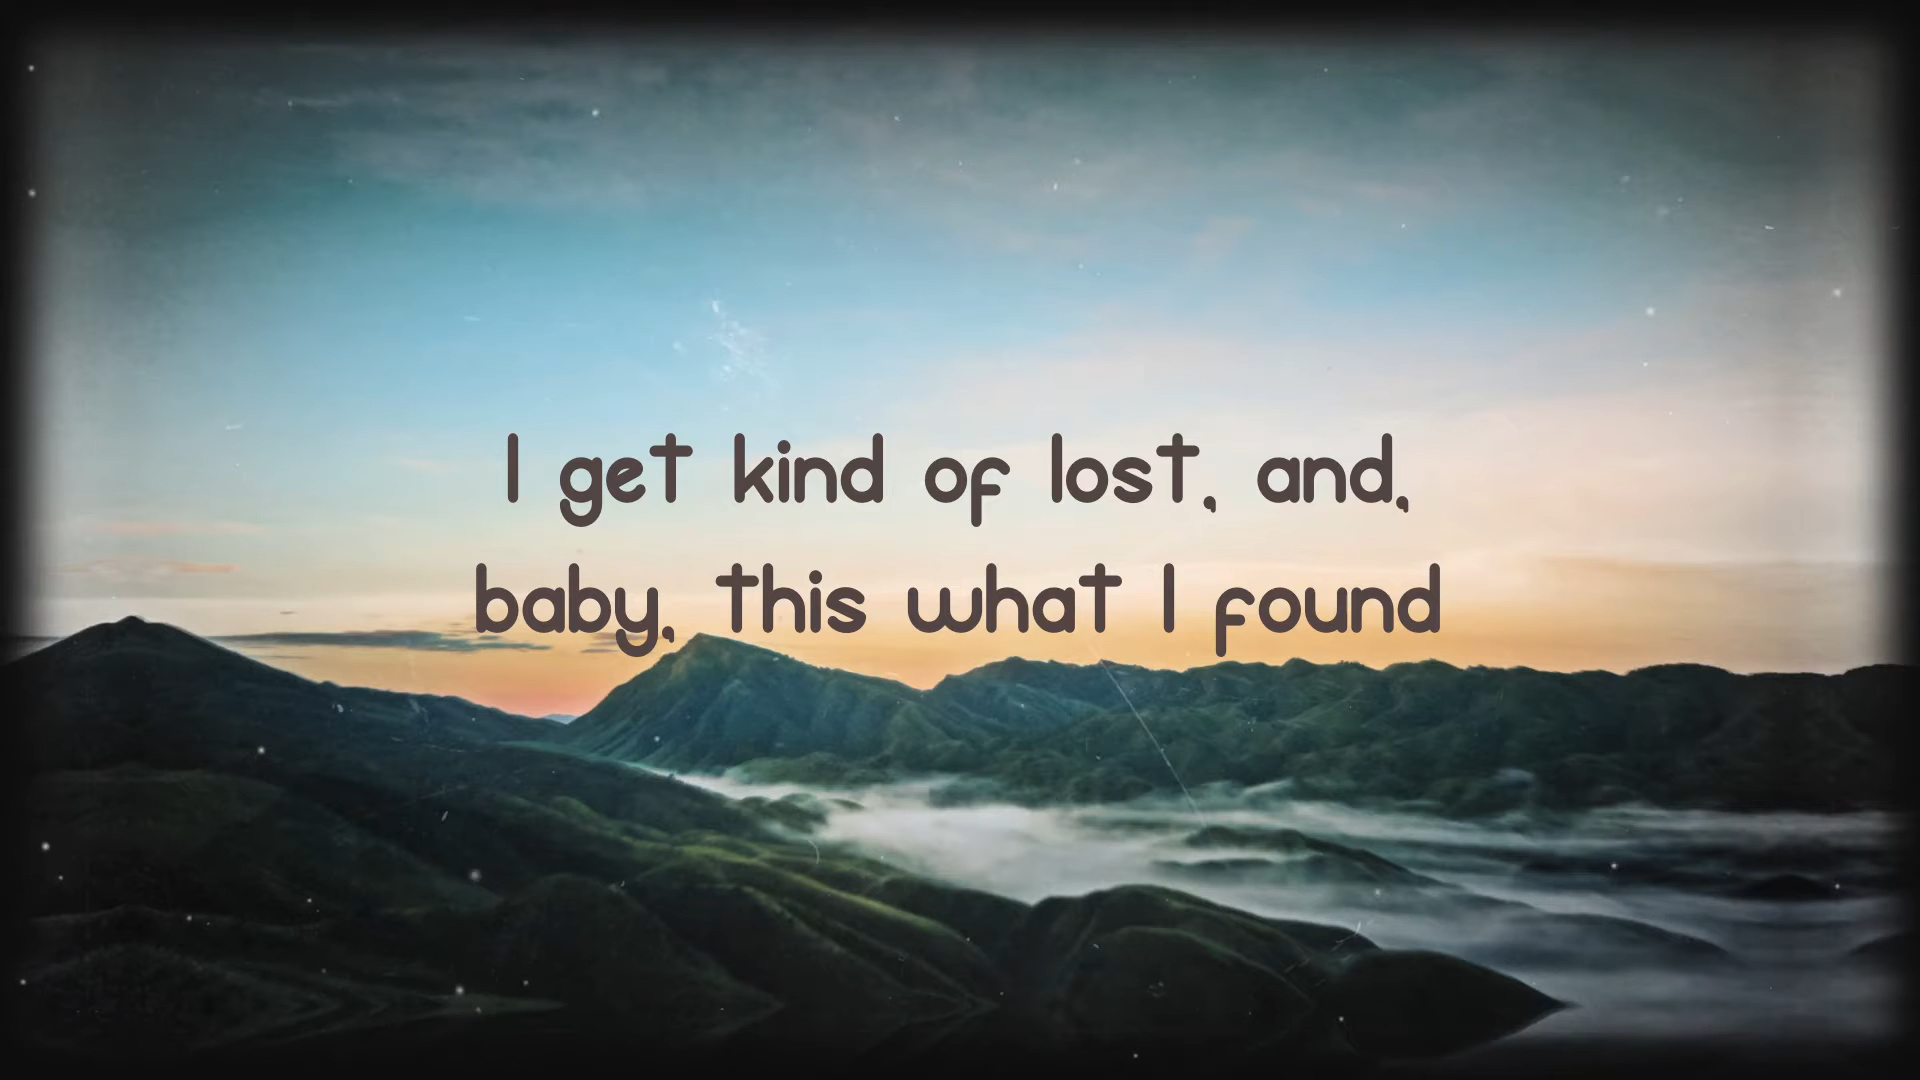 I get kind of lost, and,
baby, this what I found